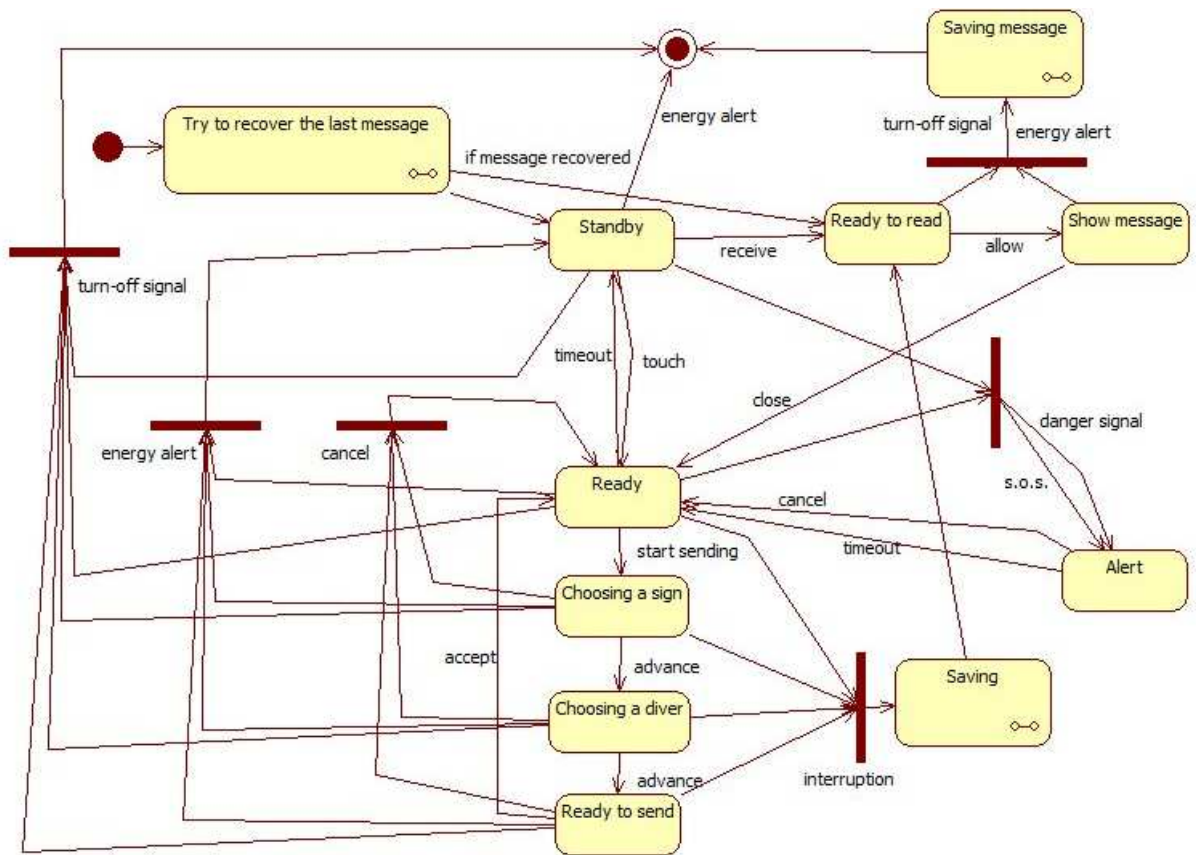 Saving message
energy alert
turn-off signal
energy alert
Try to recover the last message
if message recovered
Standby
receive
Ready to read
allow
Show message
turn-off signal
timeout
touch
close
danger signal
energy alert
cancel
Ready
s.o.s.
cancel
start sending
timeout
Alert
Choosing a sign
accept
advance
Saving
Choosing a diver
advance
interruption
Ready to send